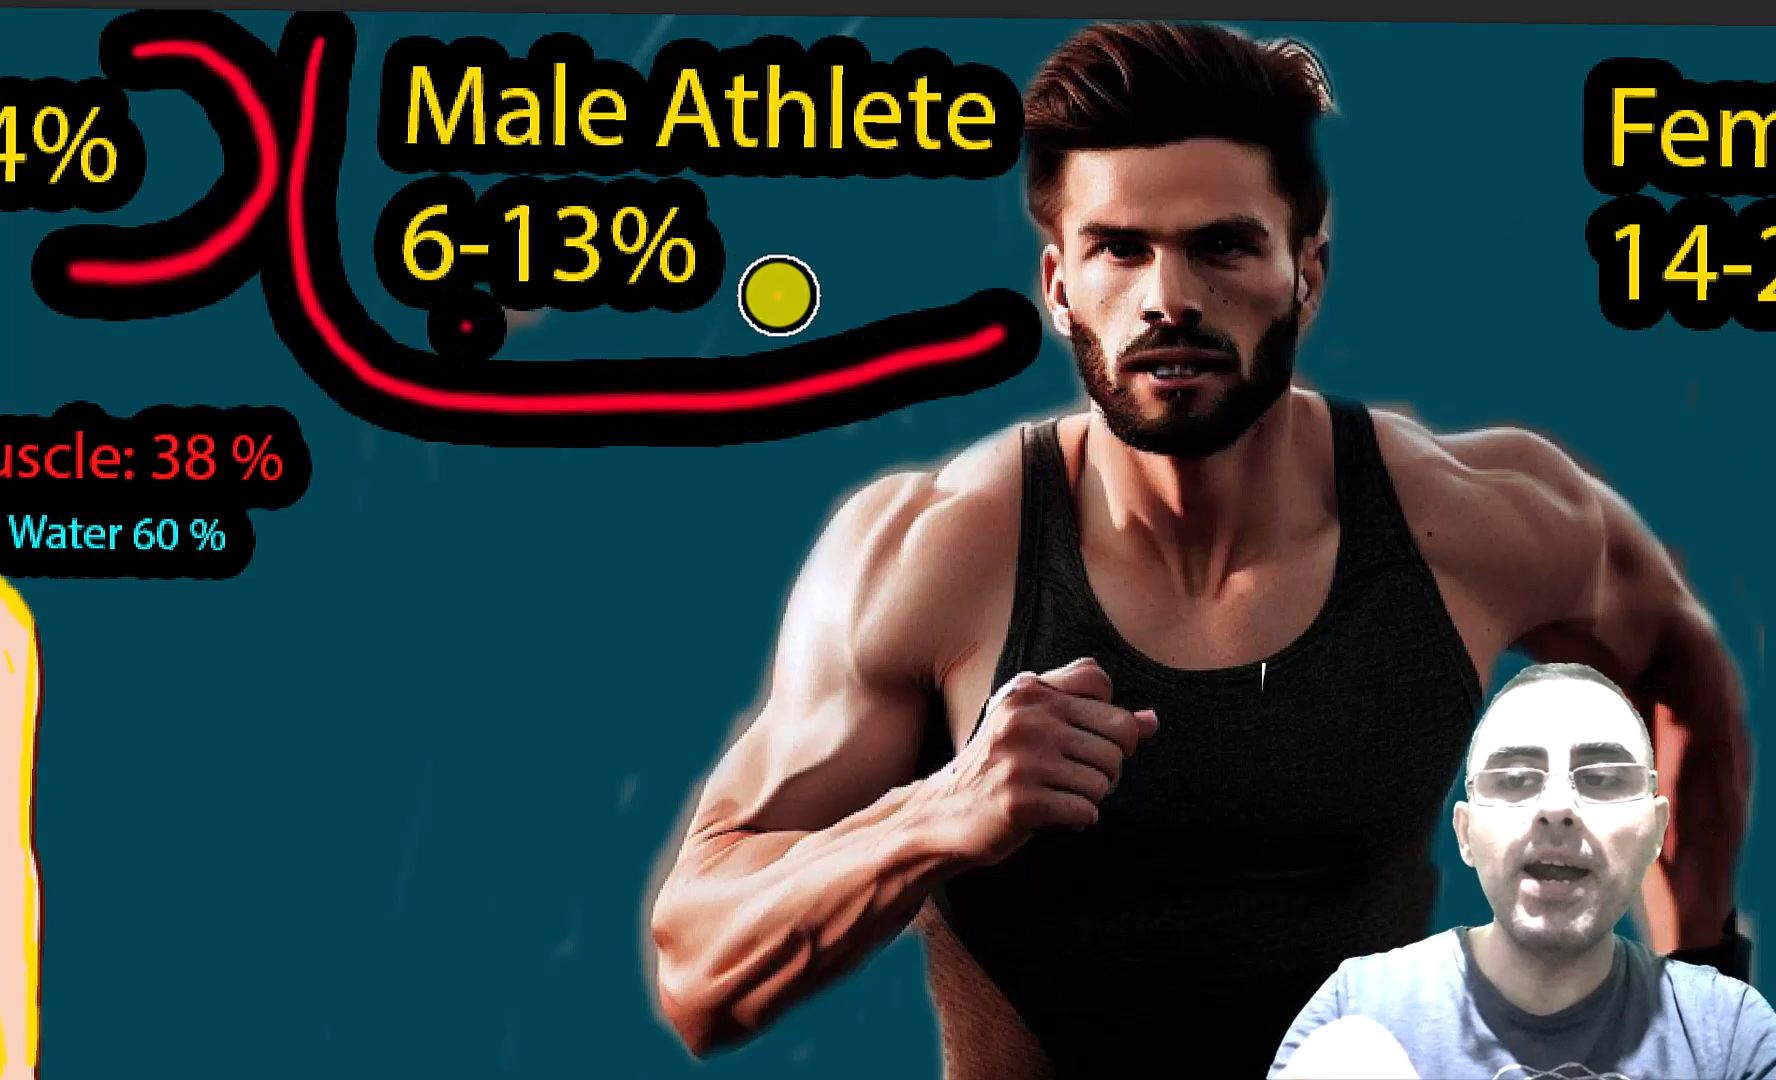 4%
Male Athlete
6-13%
Fem
14-2
uscle: 38 %
Water 60 %